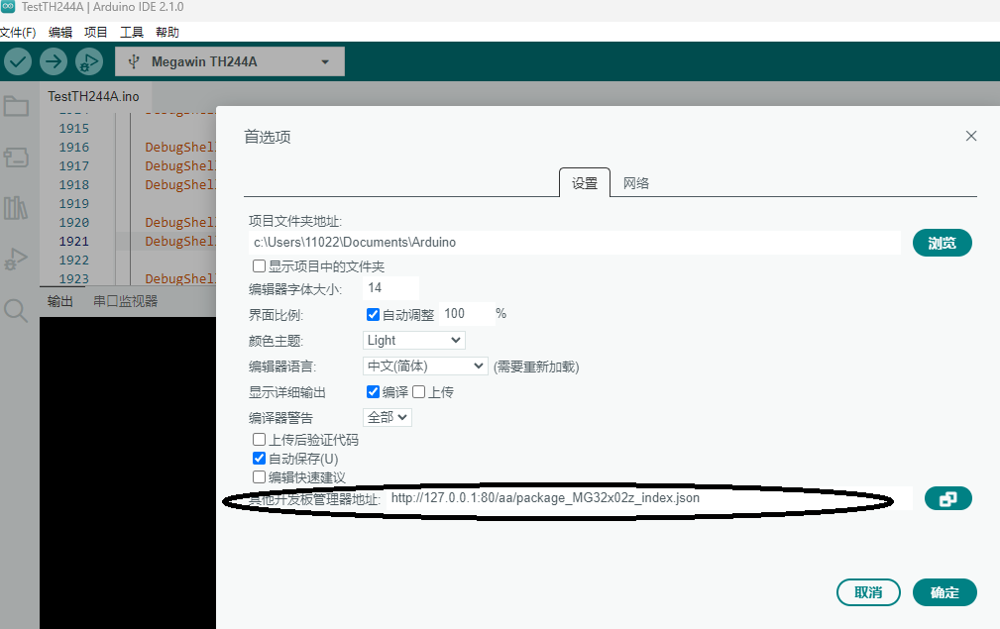 TestTH244A | Arduino IDE 2.1.0
文件(F) 编辑 项目 工具 帮助
Megawin TH244A
TestTH244A.ino
首选项
1915
1916 DebugShel
1917 DebugShel
1918 DebugShel
1919
1920 DebugShel
1921 DebugShel
1922
1923 DebugShel
输出 串口监视器
设置 网络
项目文件夹地址:
c:\Users\11022\Documents\Arduino 浏览
显示项目中的文件夹
编辑器字体大小: 14
界面比例: 自动调整 100 %
颜色主题: Light
编辑器语言: 中文(简体) (需要重新加载)
显示详细输出 编译 上传
编译器警告 全部
上传后验证代码
自动保存(U)
编辑快速建议
其他开发板管理器地址: http://127.0.0.1:80/aa/package_MG32x02z_index.json
取消 确定